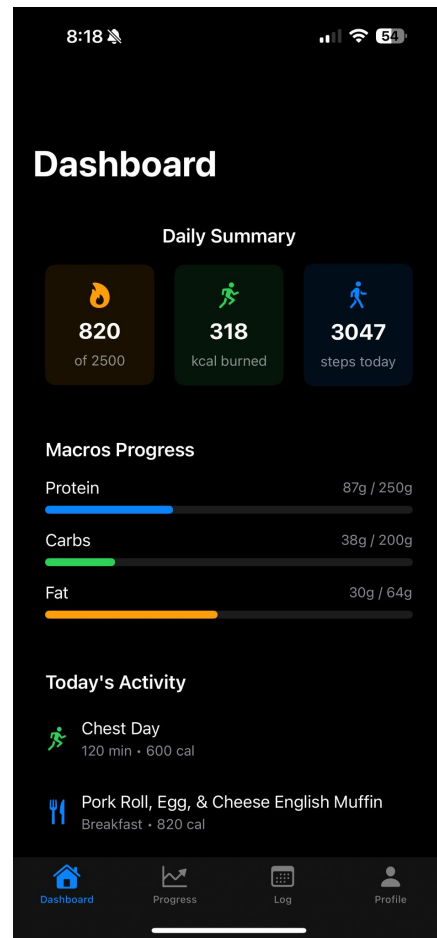 8:18
54
Dashboard
Daily Summary
820
of 2500
318
kcal burned
3047
steps today
Macros Progress
Protein
87g / 250g
Carbs
38g / 200g
Fat
30g / 64g
Today's Activity
Chest Day
120 min • 600 cal
Pork Roll, Egg, & Cheese English Muffin
Breakfast • 820 cal
Dashboard
Progress
Log
Profile